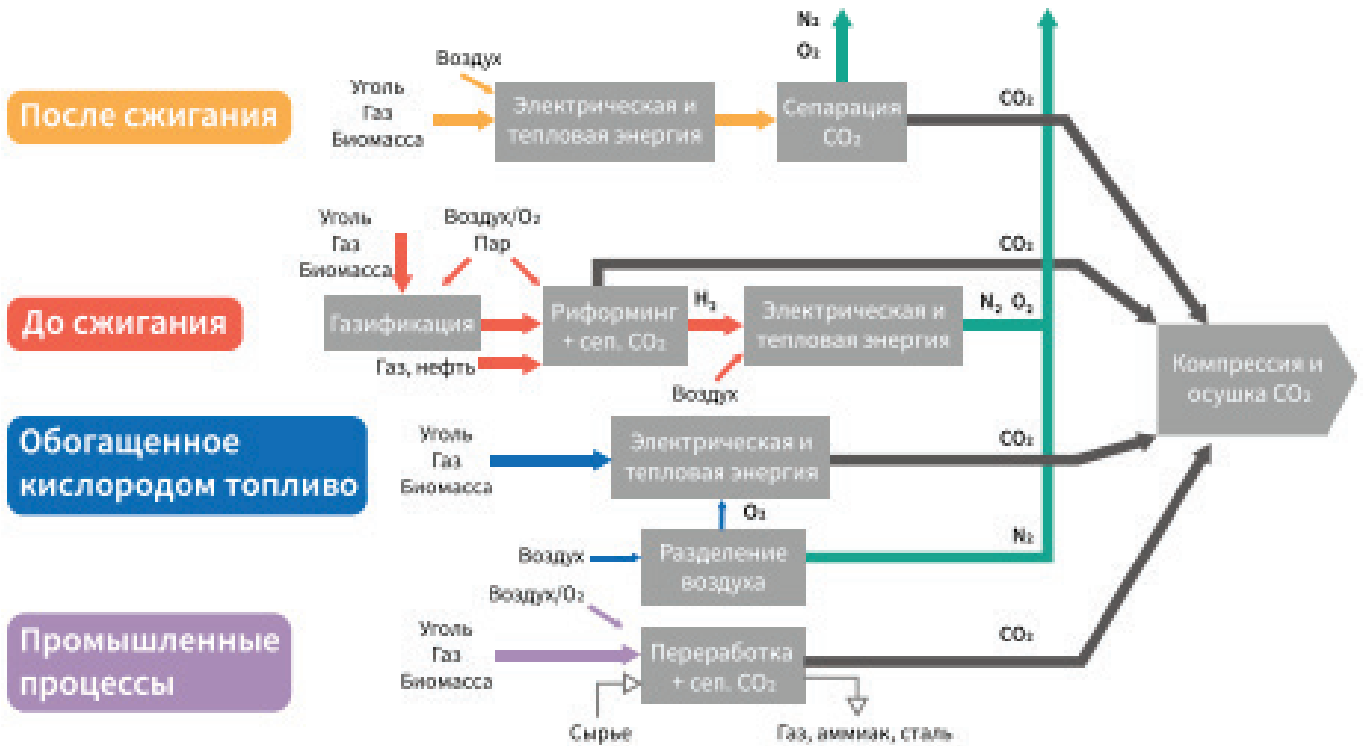 N₂
O₂
Воздух
Уголь
Газ
Биомасса
После сжигания
Электрическая и
тепловая энергия
Сепарация
CO₂
CO₂
Уголь
Газ
Биомасса
Воздух/O₂
Пар
CO₂
До сжигания
Газификация
Риформинг
+ сеп. CO₂
H₂
Электрическая и
тепловая энергия
N₂ O₂
Газ, нефть
Воздух
Компрессия и
осушка CO₂
Обогащенное
кислородом топливо
Уголь
Газ
Биомасса
Электрическая и
тепловая энергия
CO₂
O₂
Воздух
Разделение
воздуха
N₂
Воздух/O₂
Промышленные
процессы
Уголь
Газ
Биомасса
Переработка
+ сеп. CO₂
CO₂
Сырье
Газ, аммиак, сталь